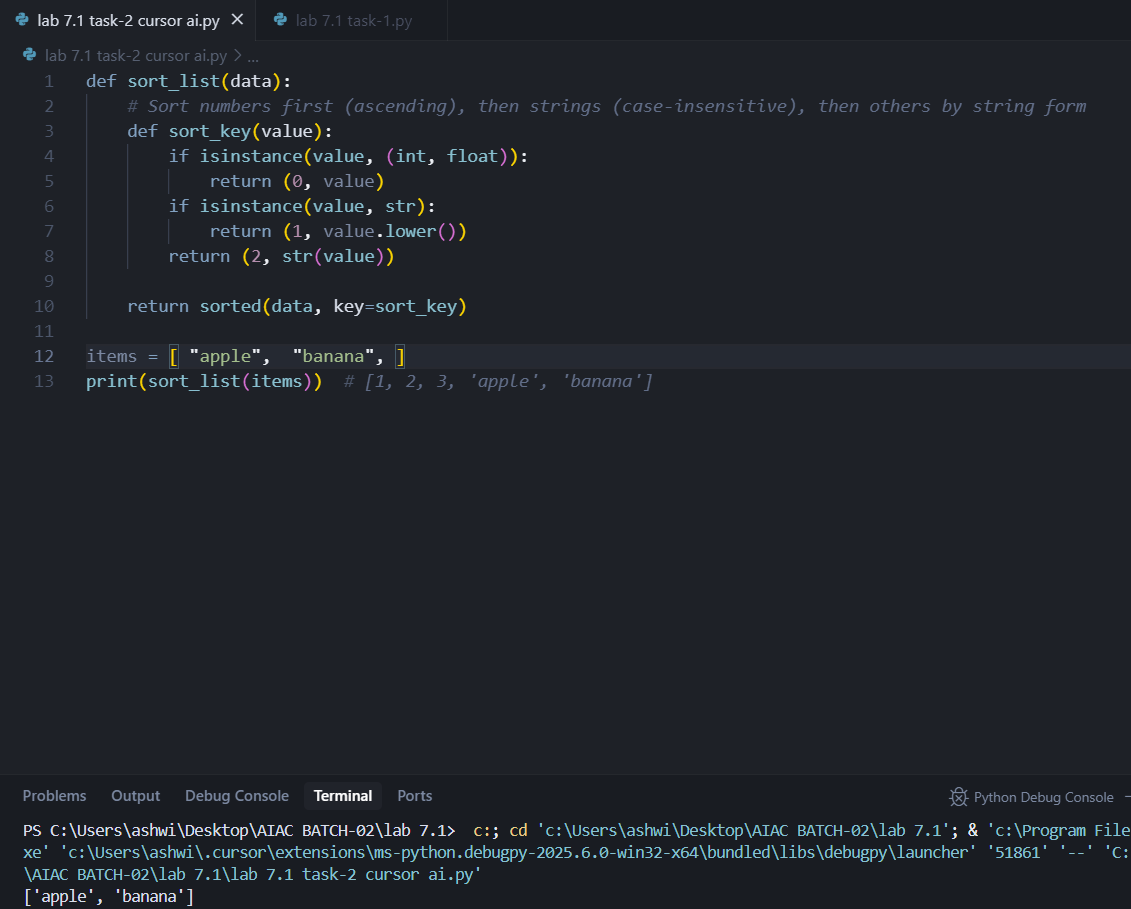 lab 7.1 task-2 cursor ai.py ✕ lab 7.1 task-1.py
lab 7.1 task-2 cursor ai.py > ...
1 def sort_list(data):
2     # Sort numbers first (ascending), then strings (case-insensitive), then others by string form
3     def sort_key(value):
4         if isinstance(value, (int, float)):
5             return (0, value)
6         if isinstance(value, str):
7             return (1, value.lower())
8         return (2, str(value))
9
10     return sorted(data, key=sort_key)
11
12 items = [ "apple",  "banana", ]
13 print(sort_list(items))  # [1, 2, 3, 'apple', 'banana']
Problems Output Debug Console Terminal Ports Python Debug Console
PS C:\Users\ashwi\Desktop\AIAC BATCH-02\lab 7.1>  c:; cd 'c:\Users\ashwi\Desktop\AIAC BATCH-02\lab 7.1'; & 'c:\Program File
xe' 'c:\Users\ashwi\.cursor\extensions\ms-python.debugpy-2025.6.0-win32-x64\bundled\libs\debugpy\launcher' '51861' '--' 'C:
\AIAC BATCH-02\lab 7.1\lab 7.1 task-2 cursor ai.py'
['apple', 'banana']